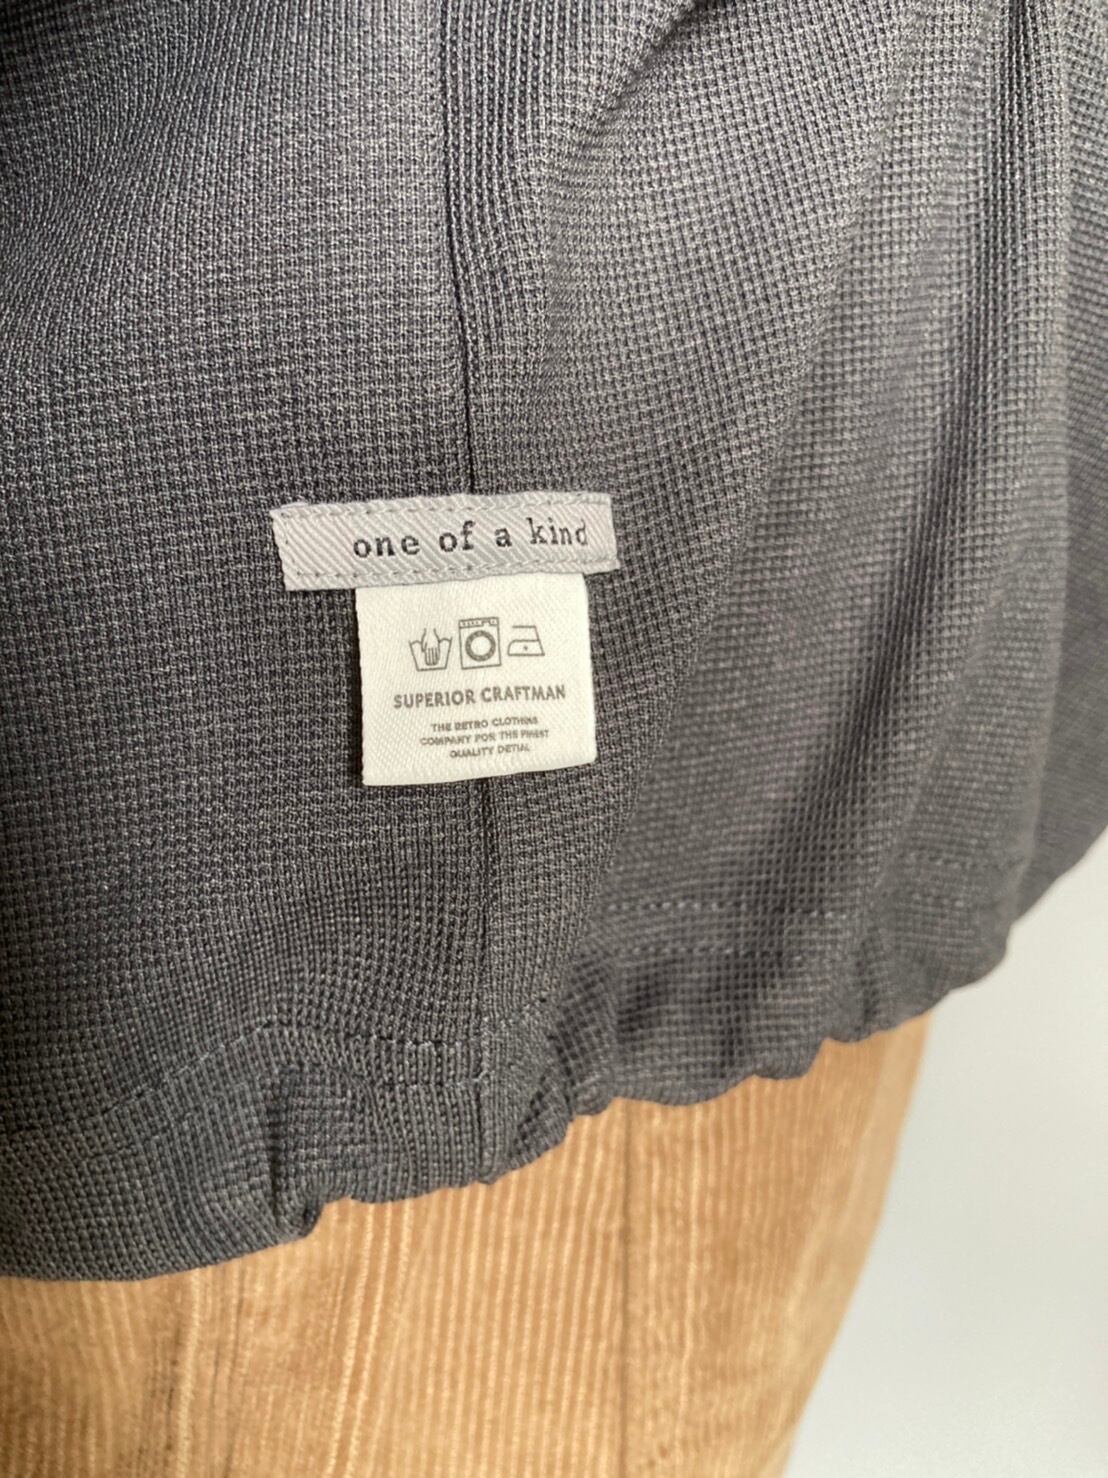 one of a kind
SUPERIOR CRAFTMAN
THE RETRO CLOTHING
COMPANY FOR THE FINEST
QUALITY DETIAL